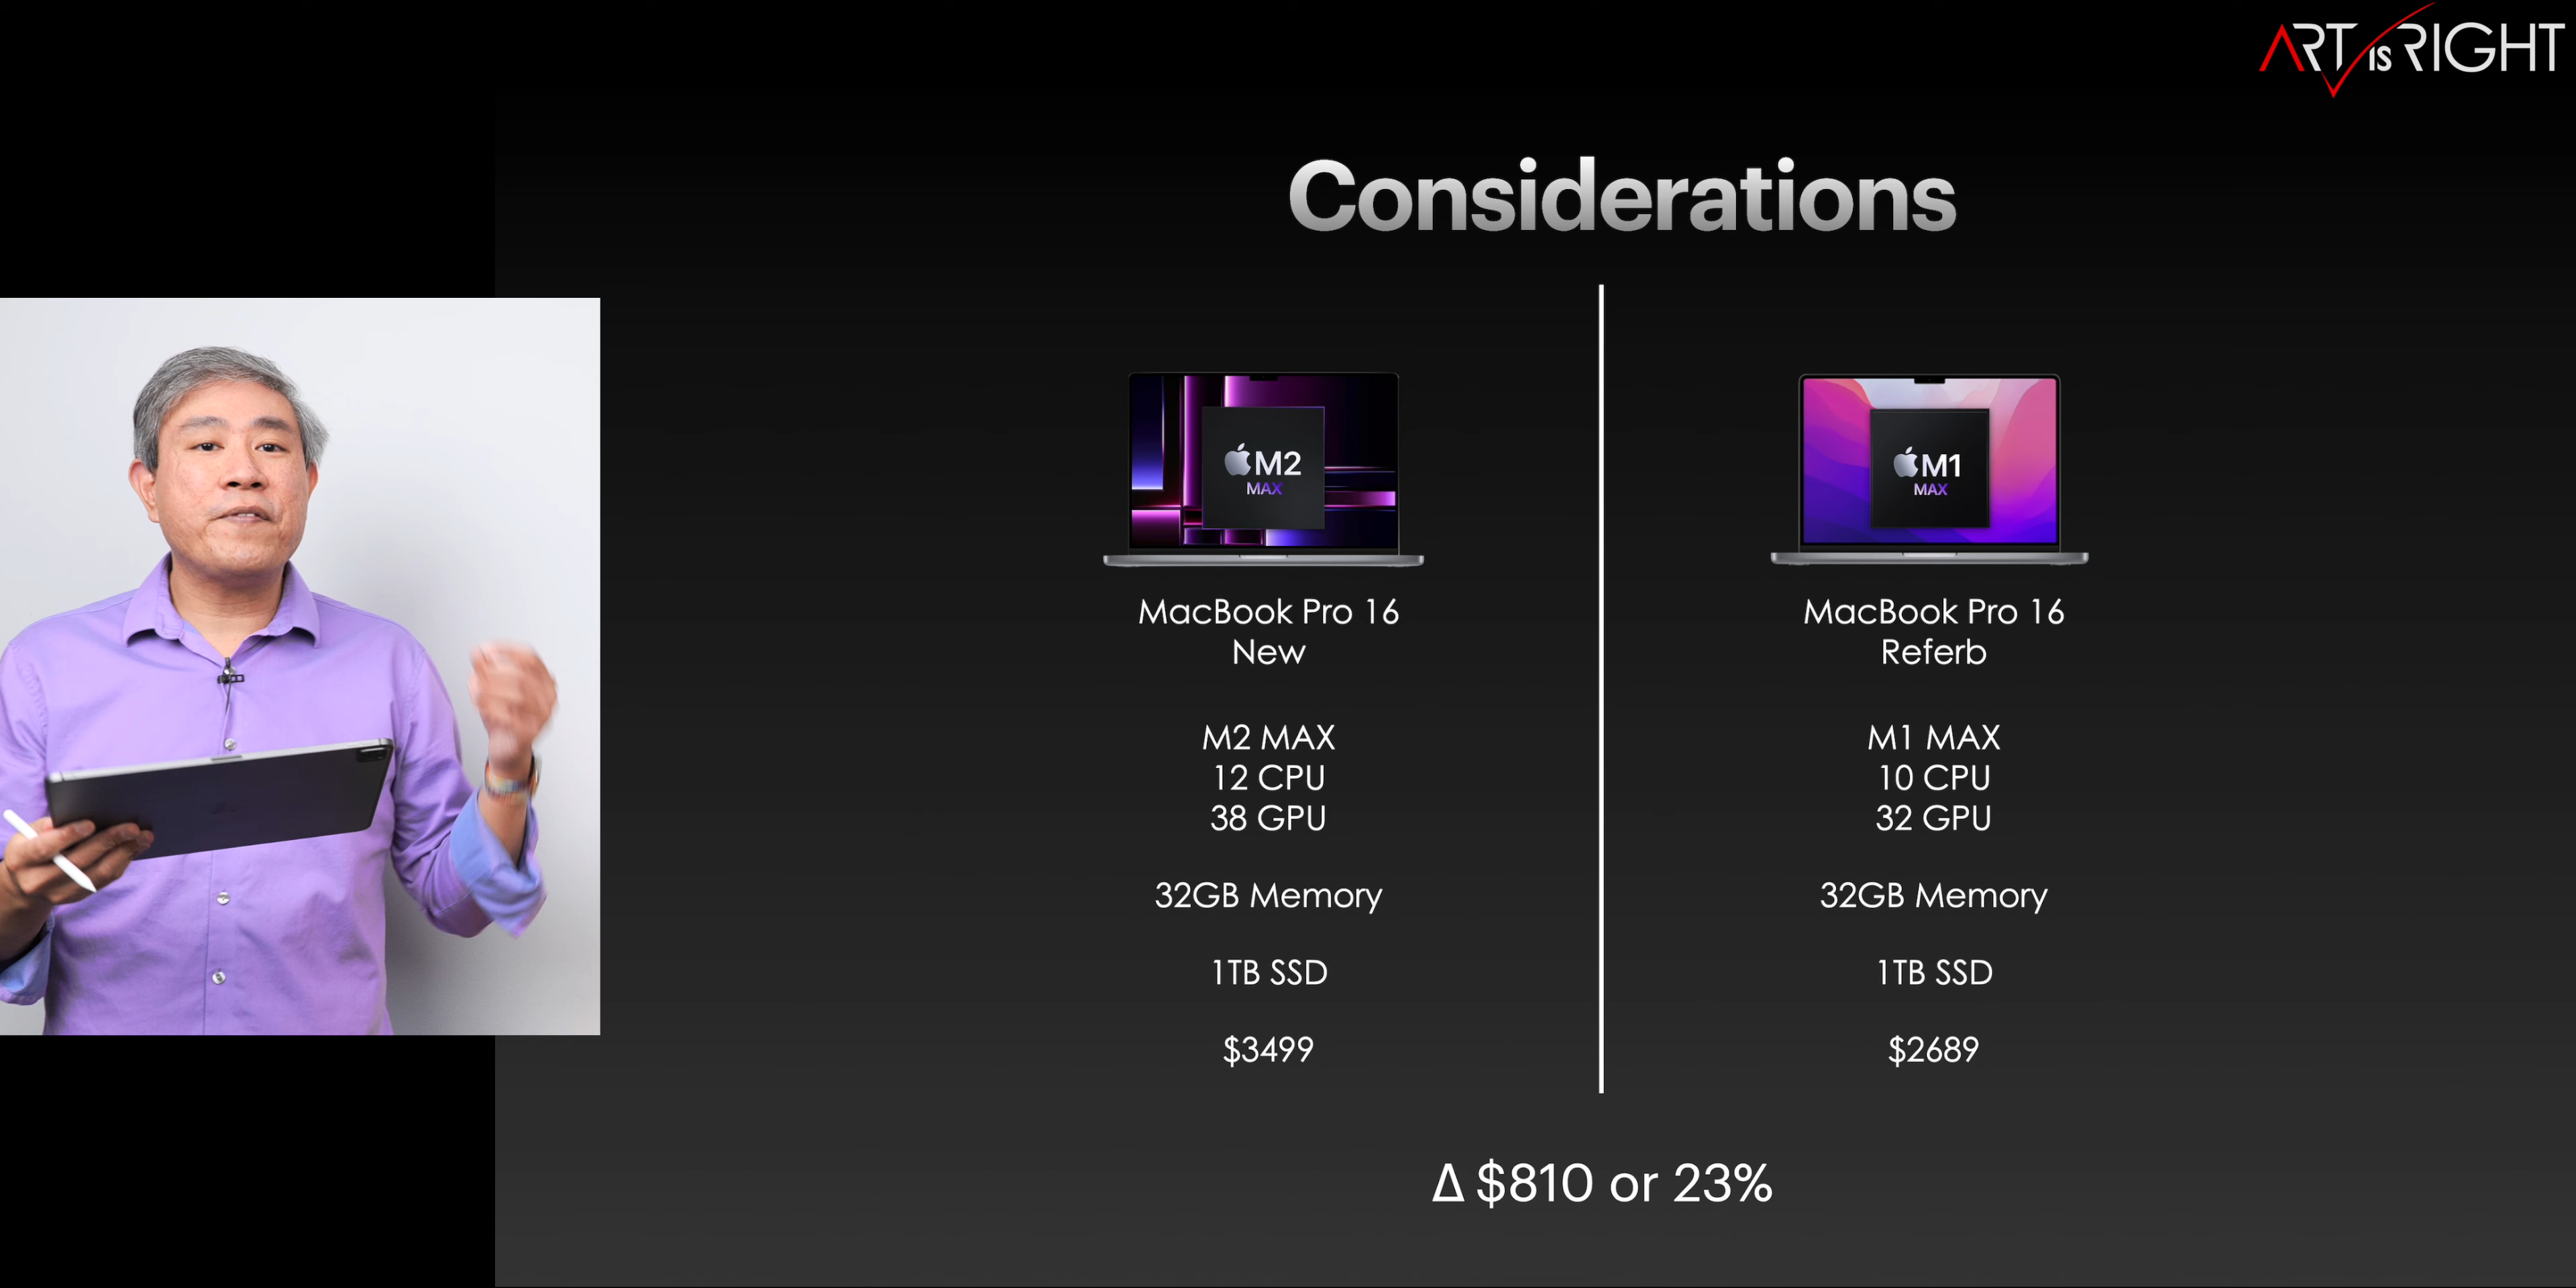 ART IS RIGHT
Considerations
M2
MAX
MacBook Pro 16
New
M2 MAX
12 CPU
38 GPU
32GB Memory
1TB SSD
$3499
M1
MAX
MacBook Pro 16
Referb
M1 MAX
10 CPU
32 GPU
32GB Memory
1TB SSD
$2689
Δ $810 or 23%